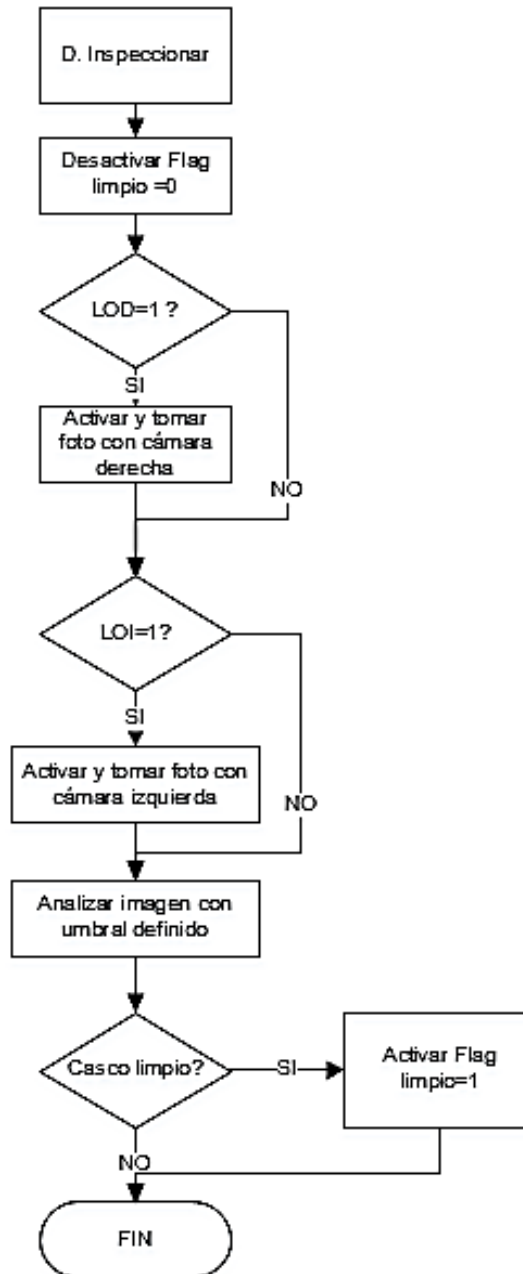 D. Inspeccionar
Desactivar Flag
limpio =0
LOD=1 ?
SI
Activar y tomar
foto con cámara
derecha
NO
LOI=1?
SI
Activar y tomar foto con
cámara izquierda
NO
Analizar imagen con
umbral definido
Casco limpio?
SI
Activar Flag
limpio=1
NO
FIN